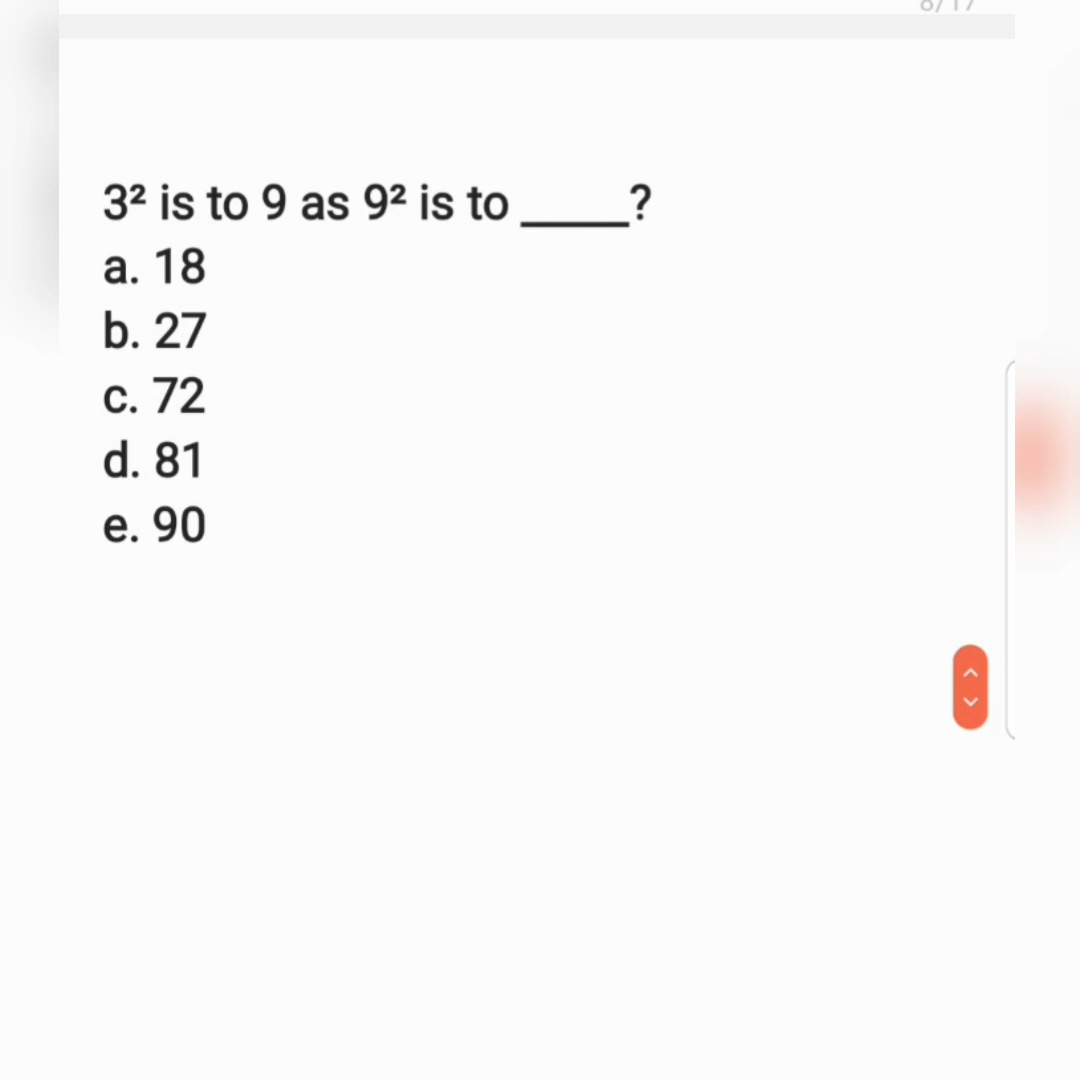 3² is to 9 as 9² is to _____?
a. 18
b. 27
c. 72
d. 81
e. 90